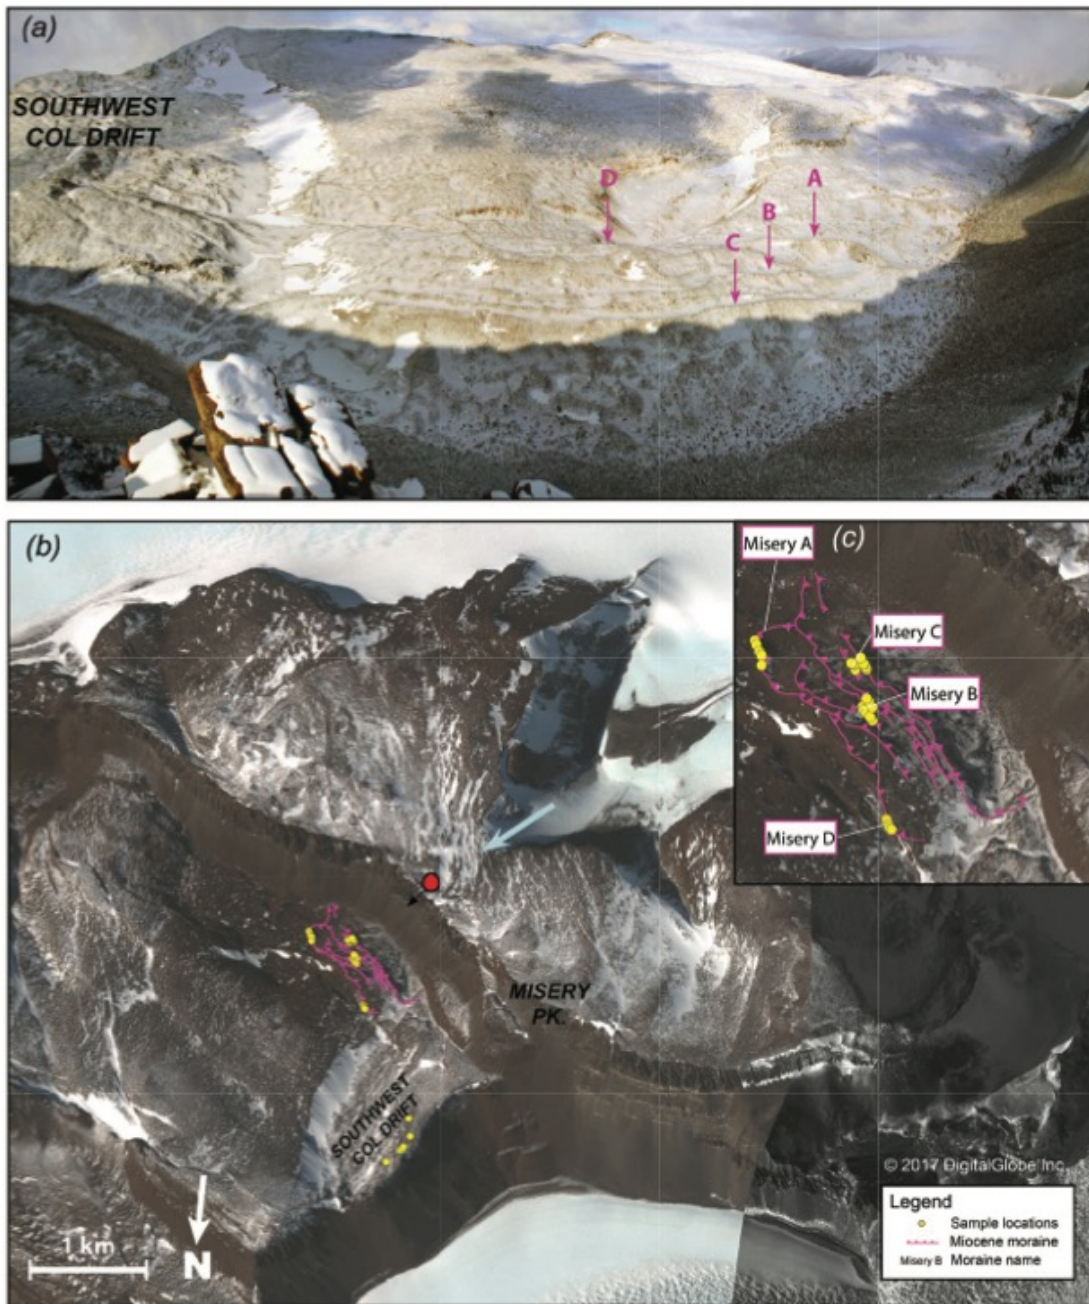 (a)
SOUTHWEST
COL DRIFT
D
A
B
C
(b)
(c)
Misery A
Misery C
Misery B
Misery D
MISERY
PK.
SOUTHWEST
COL DRIFT
1 km
N
© 2017 DigitalGlobe Inc.
Legend
Sample locations
Miocene moraine
Misery B Moraine name